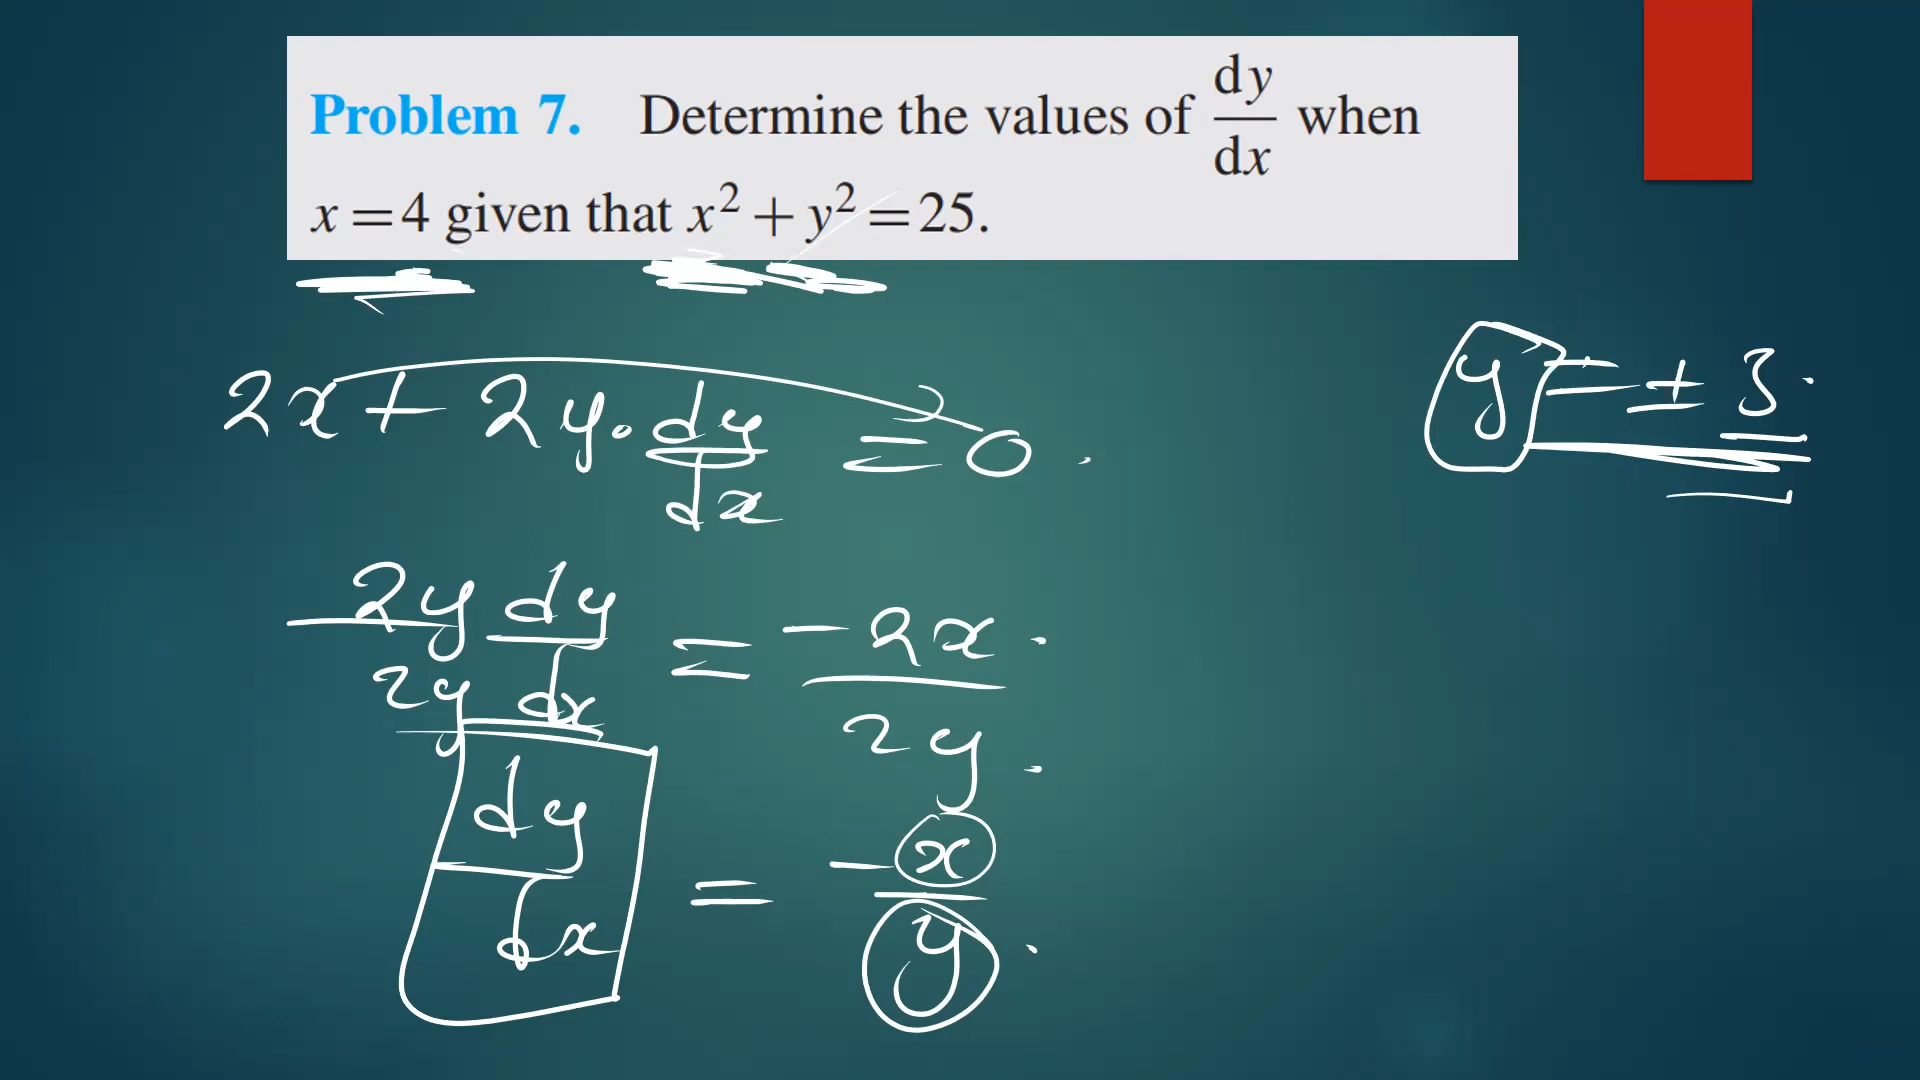 Problem 7. Determine the values of dy/dx when
x = 4 given that x² + y² = 25.
y = ± 3.
2x + 2y. dy/dx = 0.
2y/2y dy/dx = -2x/2y.
dy/dx = -x/y.